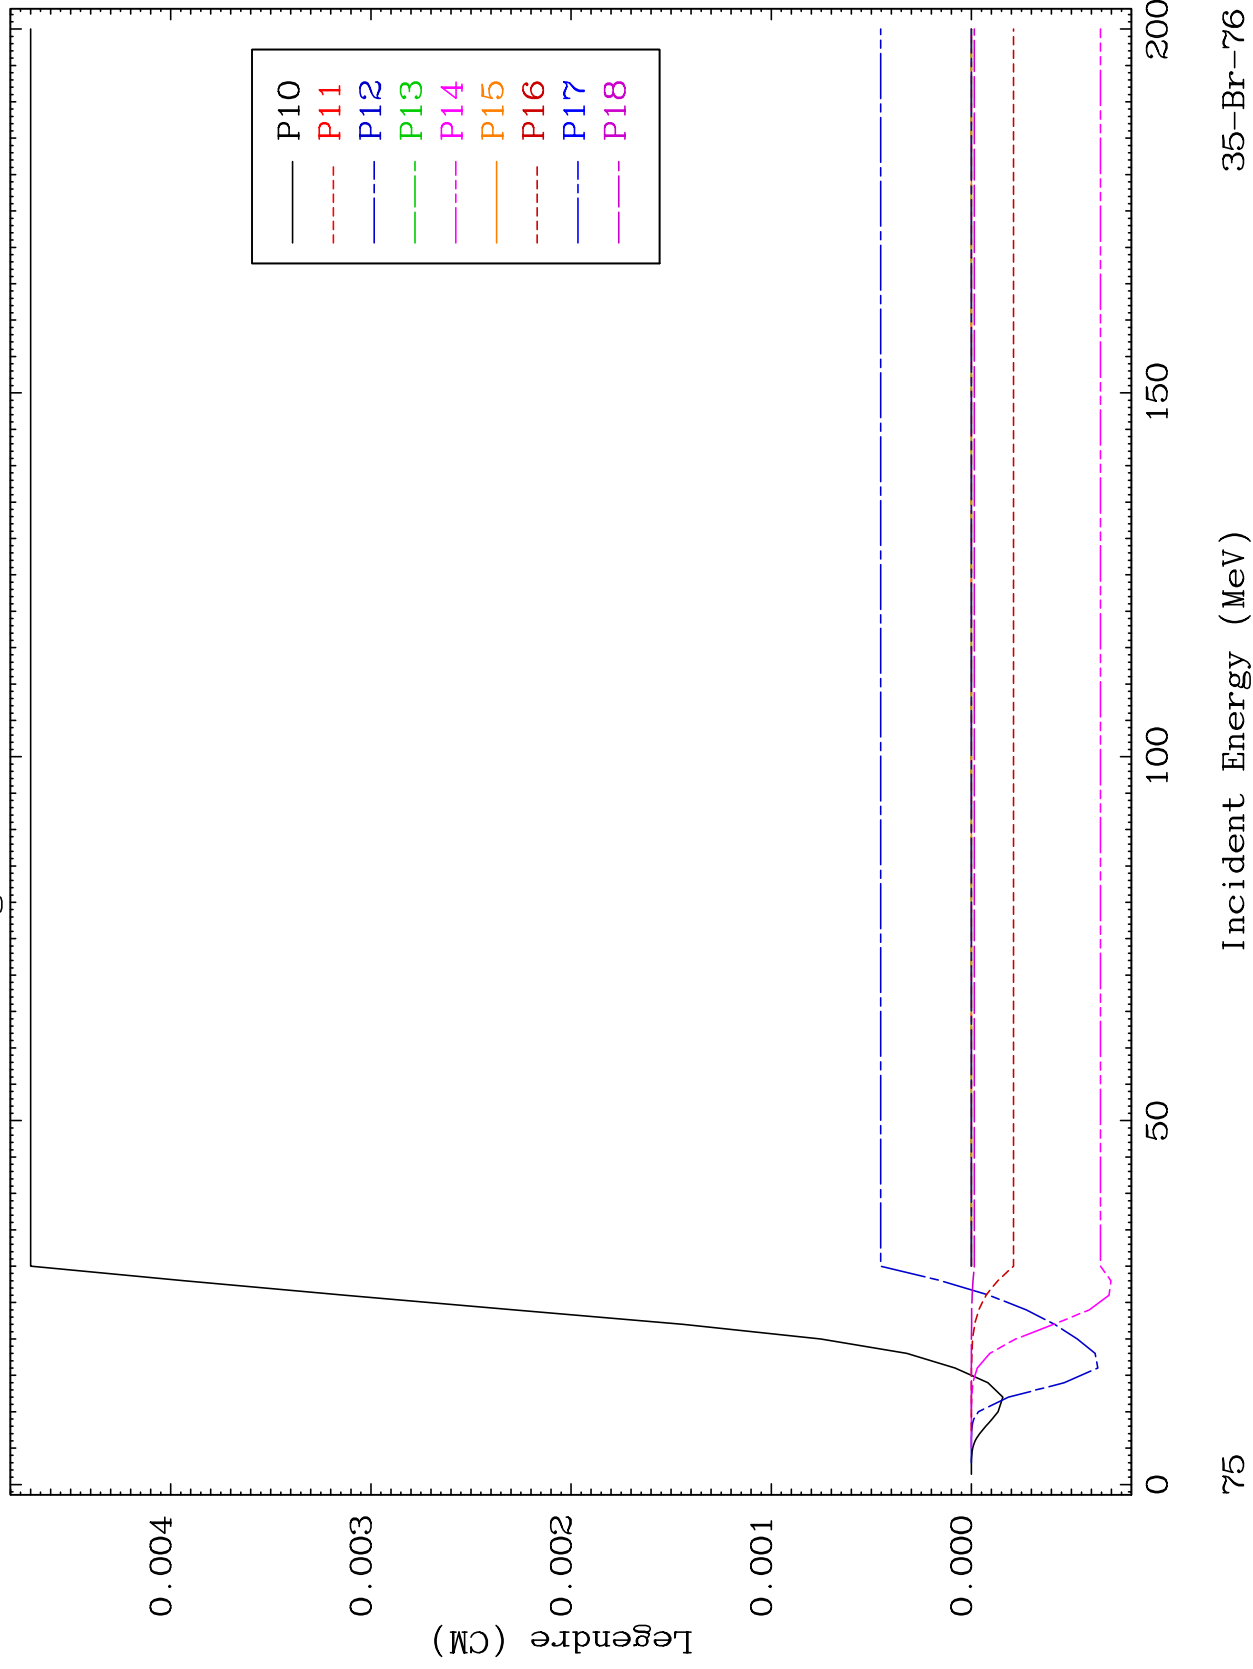 P10
P11
P12
P13
P14
P15
P16
P17
P18
0.004
0.003
0.002
0.001
0.000
Legendre (CM)
0
50
100
150
200
75
Incident Energy (MeV)
35-Br-76